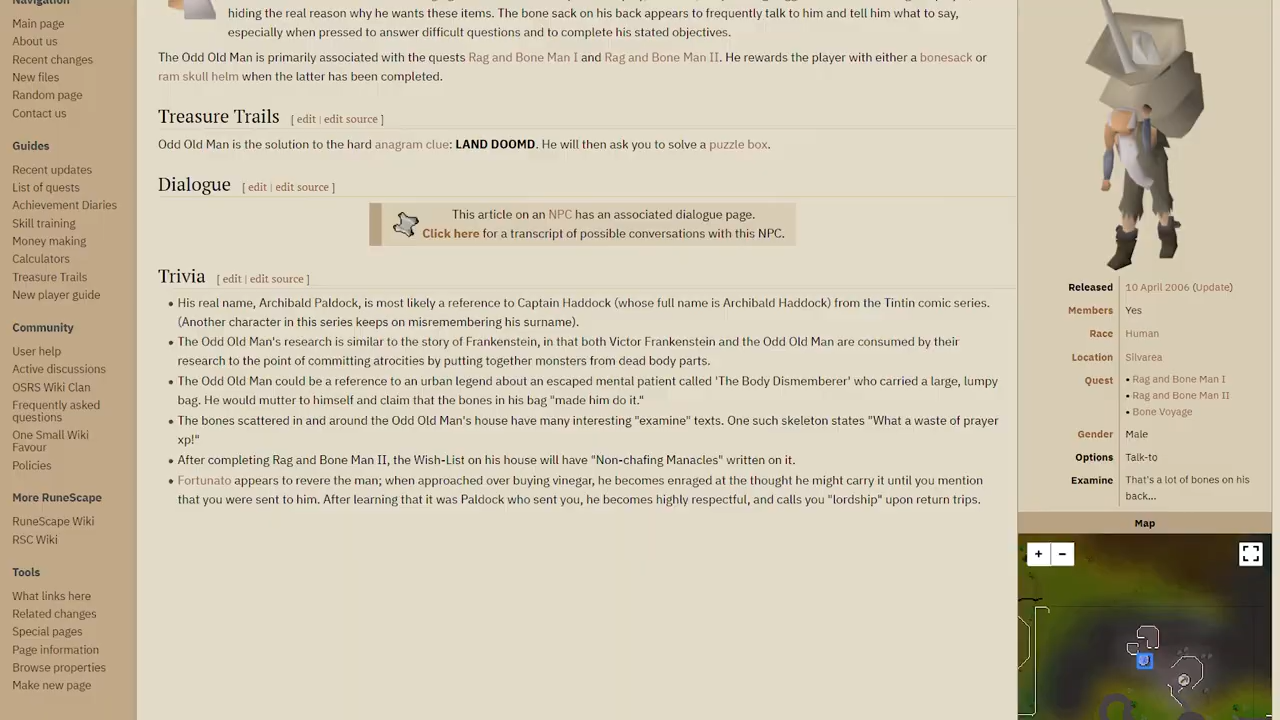 Navigation
Main page
About us
Recent changes
New files
Random page
Contact us
Guides
Recent updates
List of quests
Achievement Diaries
Skill training
Money making
Calculators
Treasure Trails
New player guide
Community
User help
Active discussions
OSRS Wiki Clan
Frequently asked
questions
One Small Wiki
Favour
Policies
More RuneScape
RuneScape Wiki
RSC Wiki
Tools
What links here
Related changes
Special pages
Page information
Browse properties
Make new page
hiding the real reason why he wants these items. The bone sack on his back appears to frequently talk to him and tell him what to say,
especially when pressed to answer difficult questions and to complete his stated objectives.
The Odd Old Man is primarily associated with the quests Rag and Bone Man I and Rag and Bone Man II. He rewards the player with either a bonesack or
ram skull helm when the latter has been completed.
Treasure Trails [ edit | edit source ]
Odd Old Man is the solution to the hard anagram clue: LAND DOOMD. He will then ask you to solve a puzzle box.
Dialogue [ edit | edit source ]
This article on an NPC has an associated dialogue page.
Click here for a transcript of possible conversations with this NPC.
Trivia [ edit | edit source ]
• His real name, Archibald Paldock, is most likely a reference to Captain Haddock (whose full name is Archibald Haddock) from the Tintin comic series.
(Another character in this series keeps on misremembering his surname).
• The Odd Old Man's research is similar to the story of Frankenstein, in that both Victor Frankenstein and the Odd Old Man are consumed by their
research to the point of committing atrocities by putting together monsters from dead body parts.
• The Odd Old Man could be a reference to an urban legend about an escaped mental patient called 'The Body Dismemberer' who carried a large, lumpy
bag. He would mutter to himself and claim that the bones in his bag "made him do it."
• The bones scattered in and around the Odd Old Man's house have many interesting "examine" texts. One such skeleton states "What a waste of prayer
xp!"
• After completing Rag and Bone Man II, the Wish-List on his house will have "Non-chafing Manacles" written on it.
• Fortunato appears to revere the man; when approached over buying vinegar, he becomes enraged at the thought he might carry it until you mention
that you were sent to him. After learning that it was Paldock who sent you, he becomes highly respectful, and calls you "lordship" upon return trips.
Released 10 April 2006 (Update)
Members Yes
Race Human
Location Silvarea
Quest • Rag and Bone Man I
• Rag and Bone Man II
• Bone Voyage
Gender Male
Options Talk-to
Examine That's a lot of bones on his
back...
Map
+ −